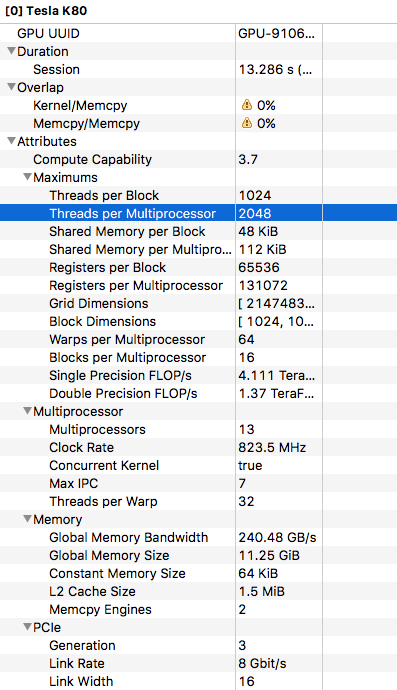 [0] Tesla K80
GPU UUID GPU-9106...
Duration
Session 13.286 s (...
Overlap
Kernel/Memcpy 0%
Memcpy/Memcpy 0%
Attributes
Compute Capability 3.7
Maximums
Threads per Block 1024
Threads per Multiprocessor 2048
Shared Memory per Block 48 KiB
Shared Memory per Multipro... 112 KiB
Registers per Block 65536
Registers per Multiprocessor 131072
Grid Dimensions [ 2147483...
Block Dimensions [ 1024, 10...
Warps per Multiprocessor 64
Blocks per Multiprocessor 16
Single Precision FLOP/s 4.111 Tera...
Double Precision FLOP/s 1.37 TeraF...
Multiprocessor
Multiprocessors 13
Clock Rate 823.5 MHz
Concurrent Kernel true
Max IPC 7
Threads per Warp 32
Memory
Global Memory Bandwidth 240.48 GB/s
Global Memory Size 11.25 GiB
Constant Memory Size 64 KiB
L2 Cache Size 1.5 MiB
Memcpy Engines 2
PCIe
Generation 3
Link Rate 8 Gbit/s
Link Width 16